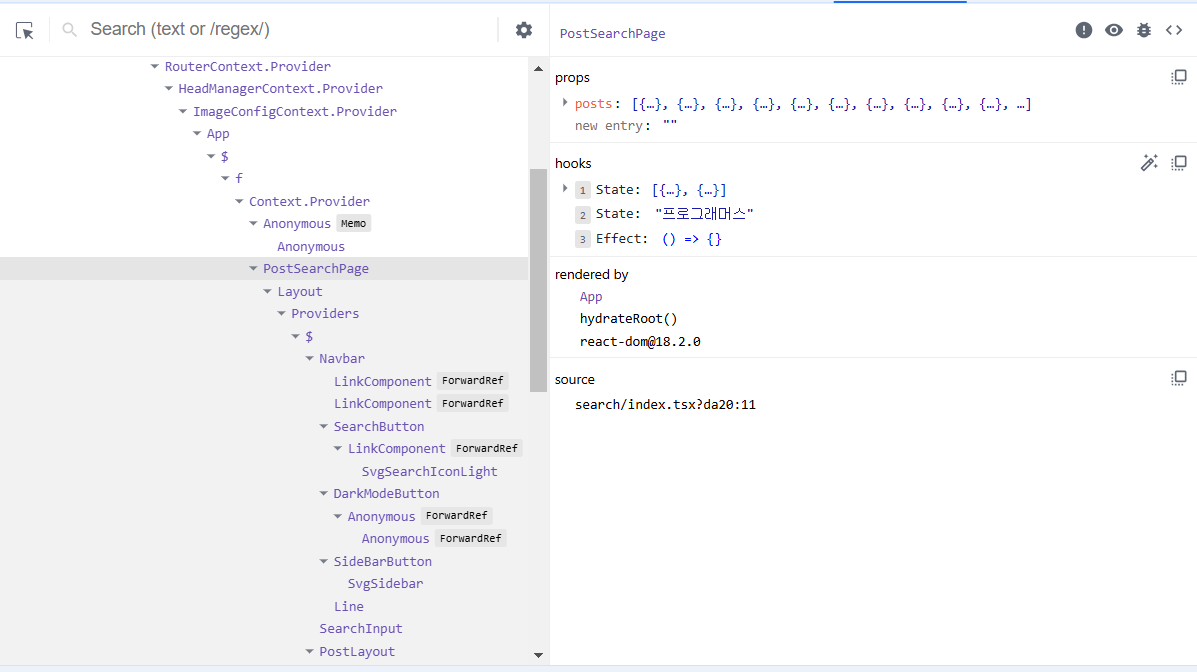 Search (text or /regex/)
RouterContext.Provider
HeadManagerContext.Provider
ImageConfigContext.Provider
App
$
f
Context.Provider
Anonymous Memo
Anonymous
PostSearchPage
Layout
Providers
$
Navbar
LinkComponent ForwardRef
LinkComponent ForwardRef
SearchButton
LinkComponent ForwardRef
SvgSearchIconLight
DarkModeButton
Anonymous ForwardRef
Anonymous ForwardRef
SideBarButton
SvgSidebar
Line
SearchInput
PostLayout
PostSearchPage
props
posts: [{…}, {…}, {…}, {…}, {…}, {…}, {…}, {…}, {…}, {…}, …]
new entry: ""
hooks
1 State: [{…}, {…}]
2 State: "프로그래머스"
3 Effect: () => {}
rendered by
App
hydrateRoot()
react-dom@18.2.0
source
search/index.tsx?da20:11